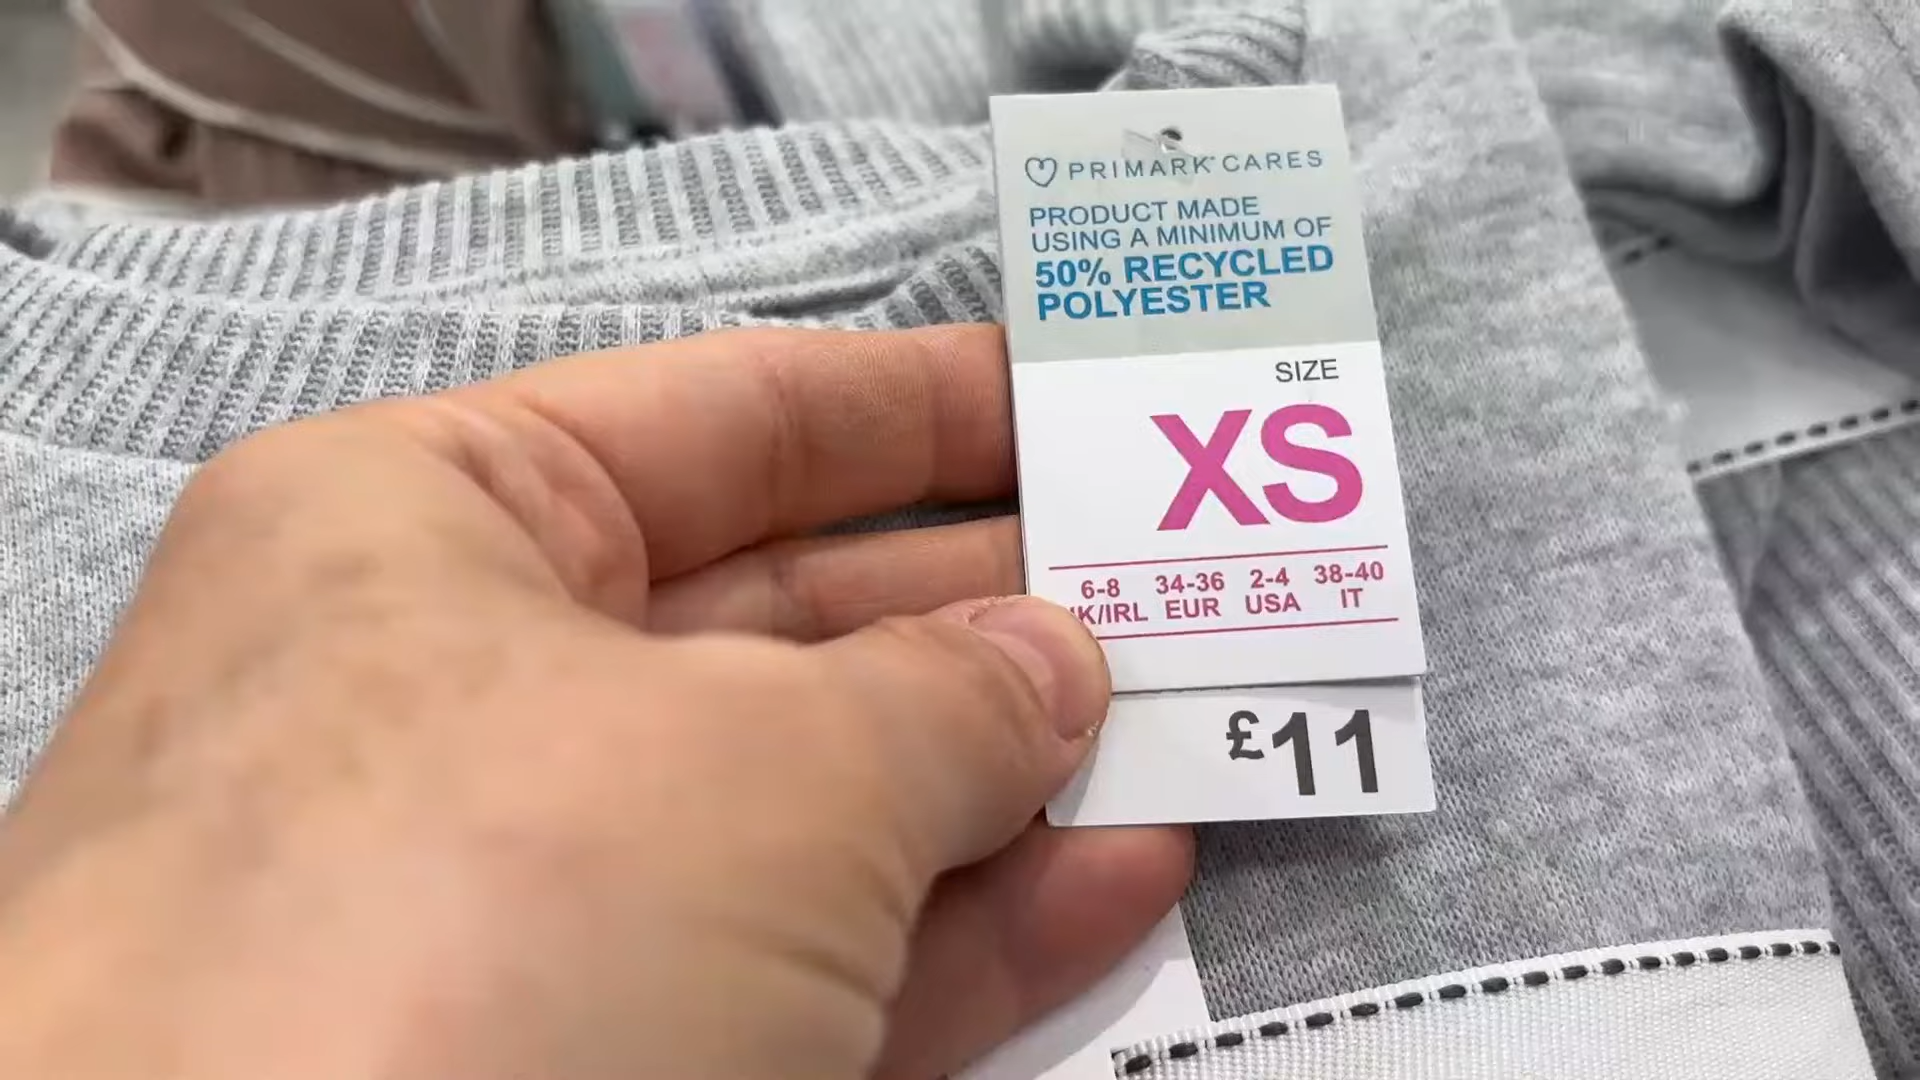 PRIMARK CARES
PRODUCT MADE
USING A MINIMUM OF
50% RECYCLED
POLYESTER
SIZE
XS
6-8 34-36 2-4 38-40
K/IRL EUR USA IT
£11